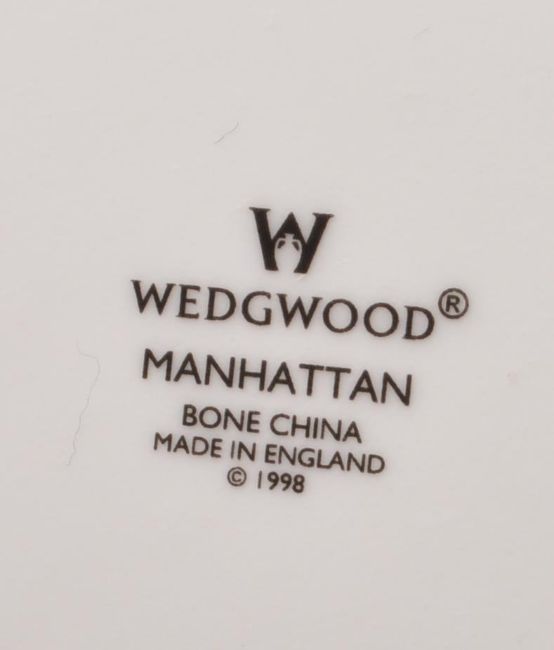 W
WEDGWOOD®
MANHATTAN
BONE CHINA
MADE IN ENGLAND
© 1998